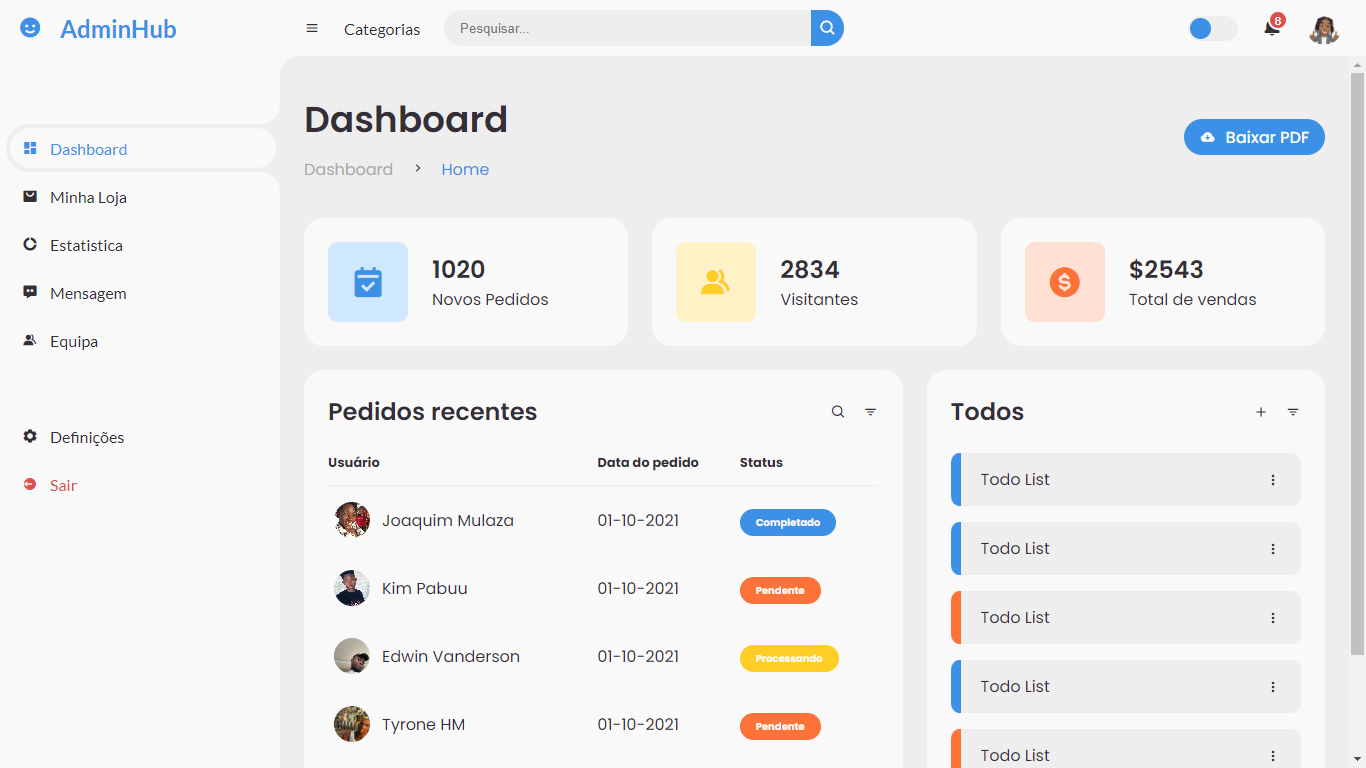 AdminHub
Categorias
Pesquisar...
8
Dashboard
Minha Loja
Estatistica
Mensagem
Equipa
Definições
Sair
Dashboard
Dashboard > Home
Baixar PDF
1020
Novos Pedidos
2834
Visitantes
$2543
Total de vendas
Pedidos recentes
Usuário Data do pedido Status
Joaquim Mulaza 01-10-2021 Completado
Kim Pabuu 01-10-2021 Pendente
Edwin Vanderson 01-10-2021 Processando
Tyrone HM 01-10-2021 Pendente
Todos
Todo List
Todo List
Todo List
Todo List
Todo List